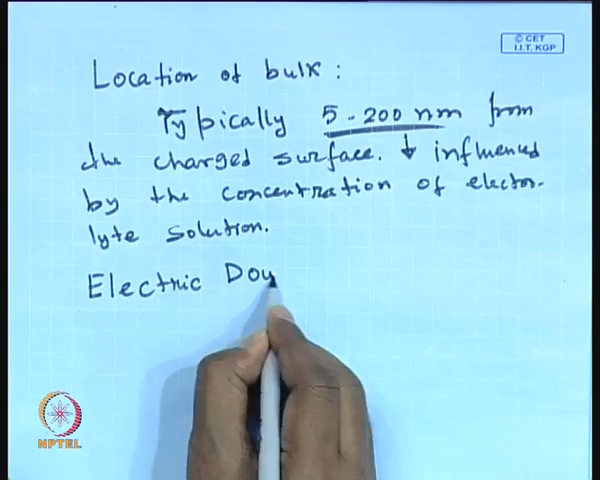 © CET
I.I.T. KGP
Location of bulk :
Typically 5-200 nm from
the charged surface. ↓ influenced
by the concentration of electro-
lyte solution.
Electric Dou
NPTEL